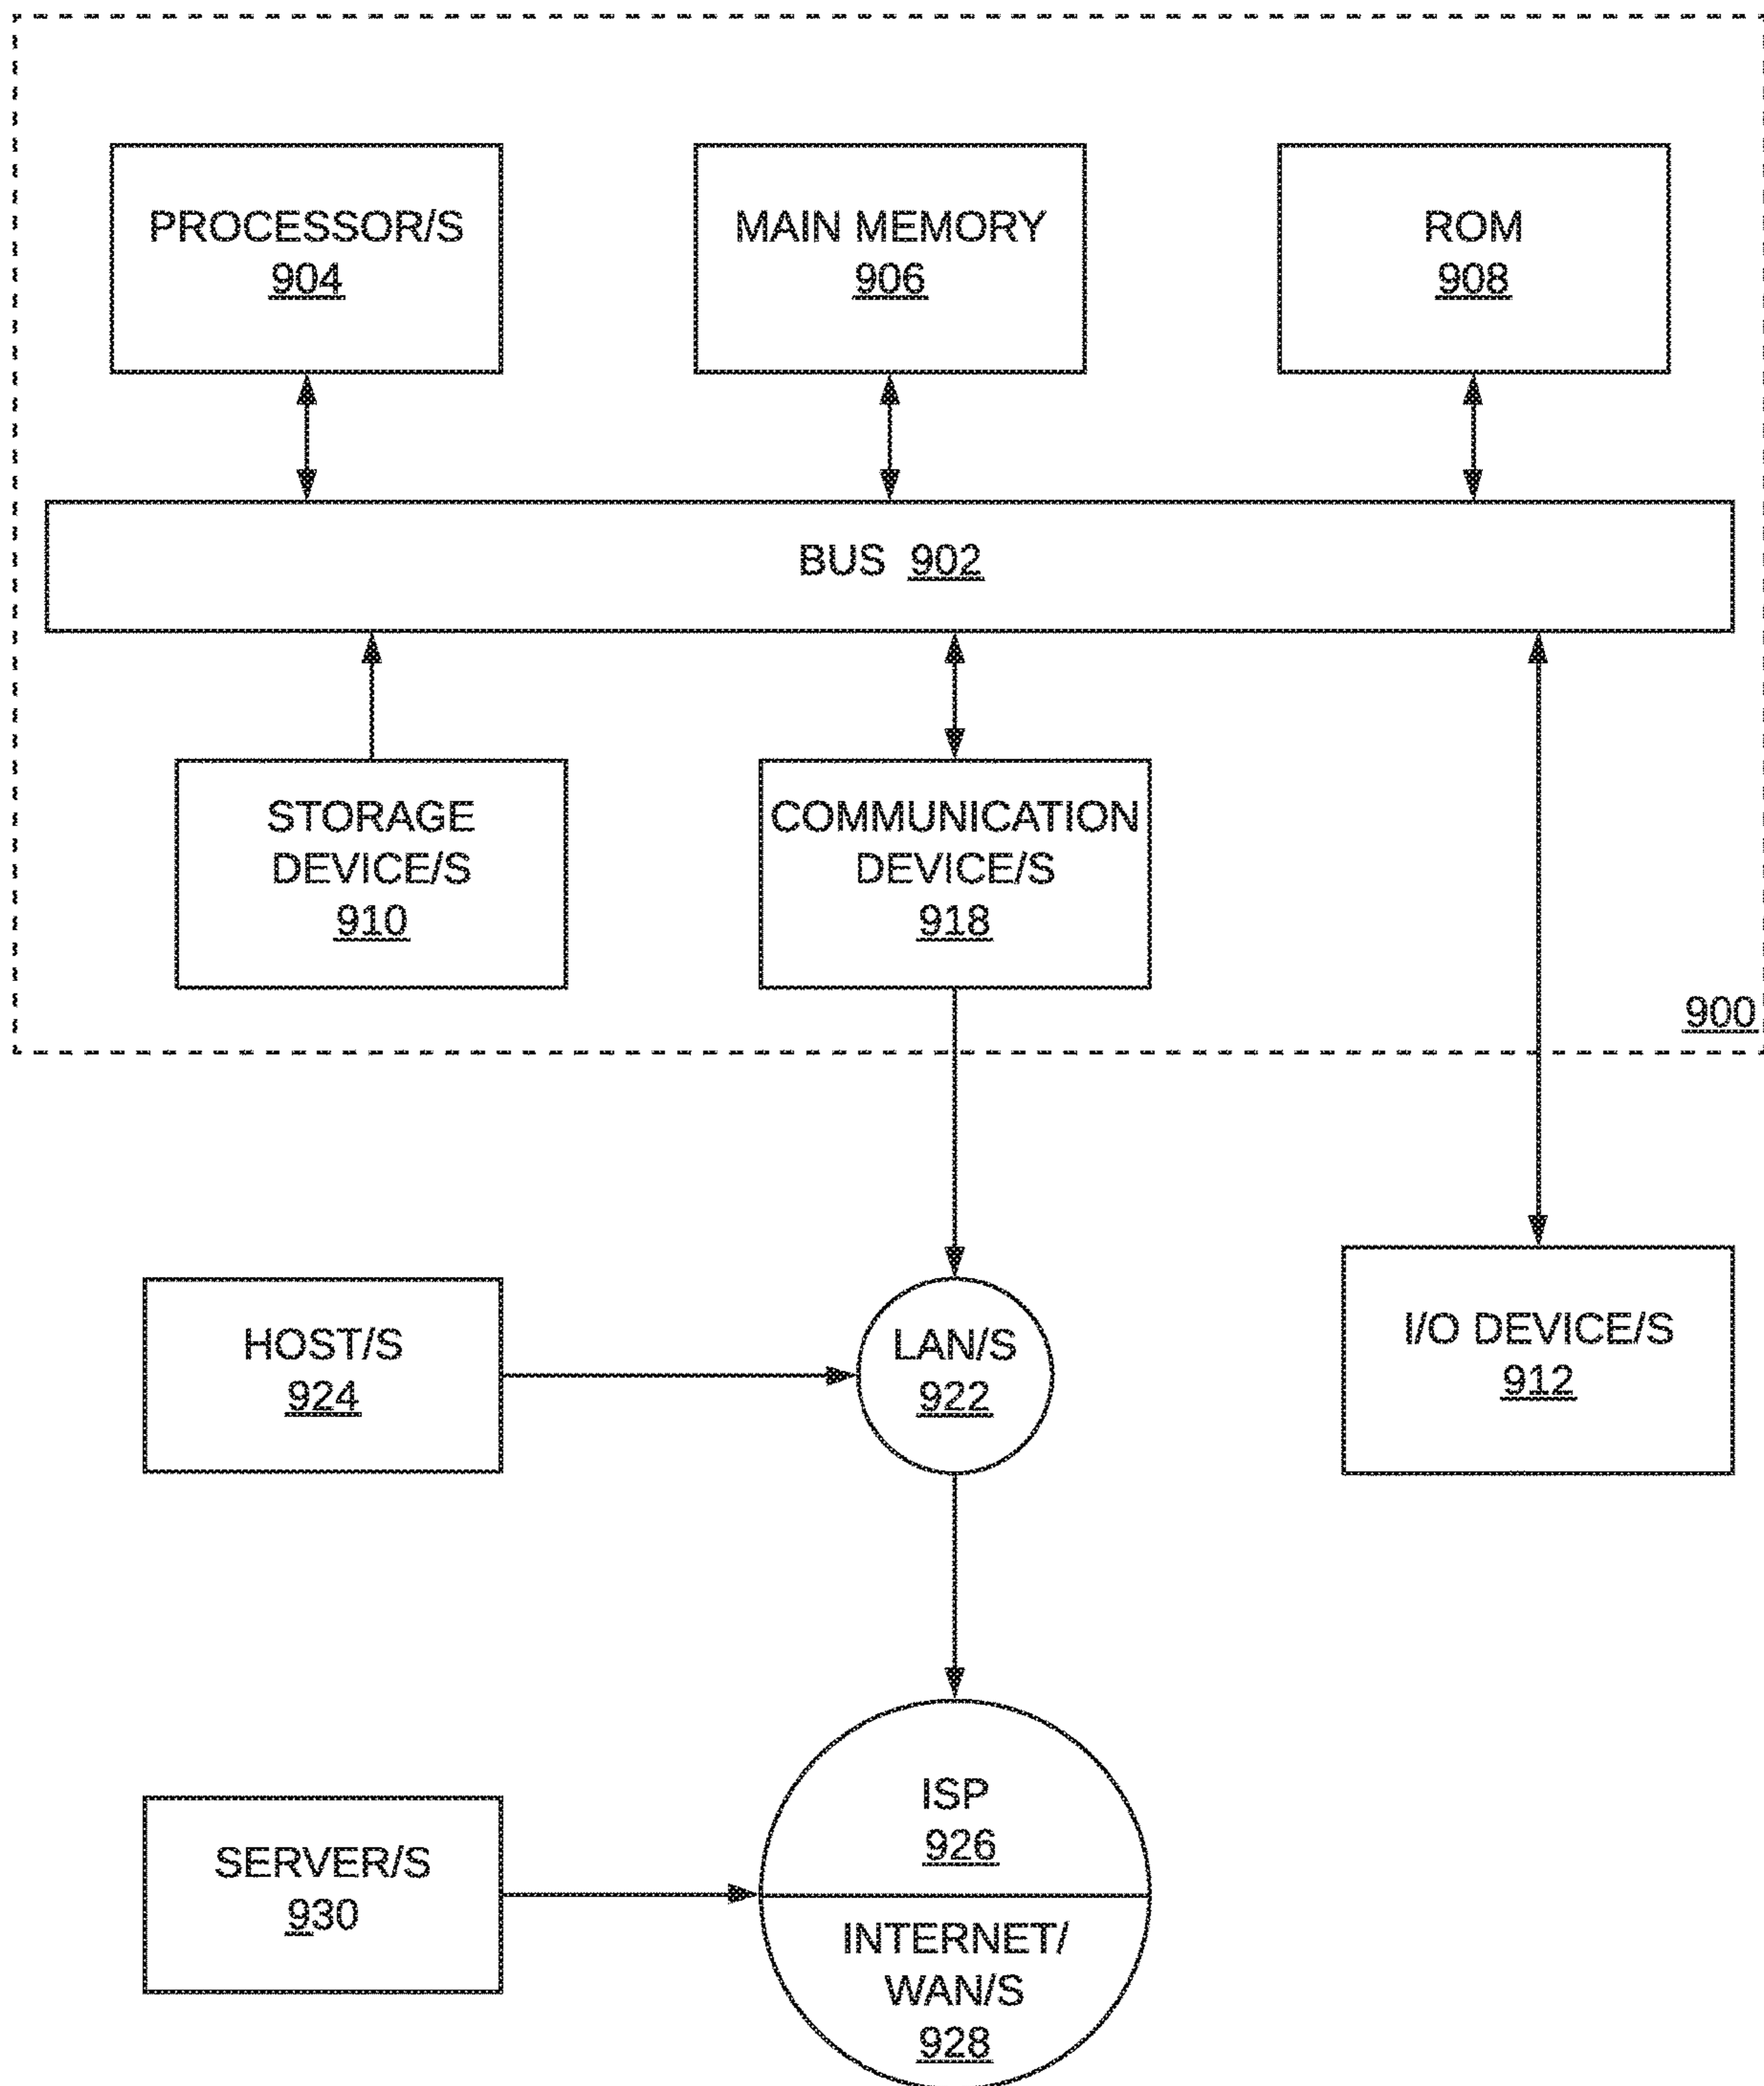 PROCESSOR/S
904
MAIN MEMORY
906
ROM
908
BUS 902
STORAGE
DEVICE/S
910
COMMUNICATION
DEVICE/S
918
900
HOST/S
924
LAN/S
922
I/O DEVICE/S
912
SERVER/S
930
ISP
926
INTERNET/
WAN/S
928